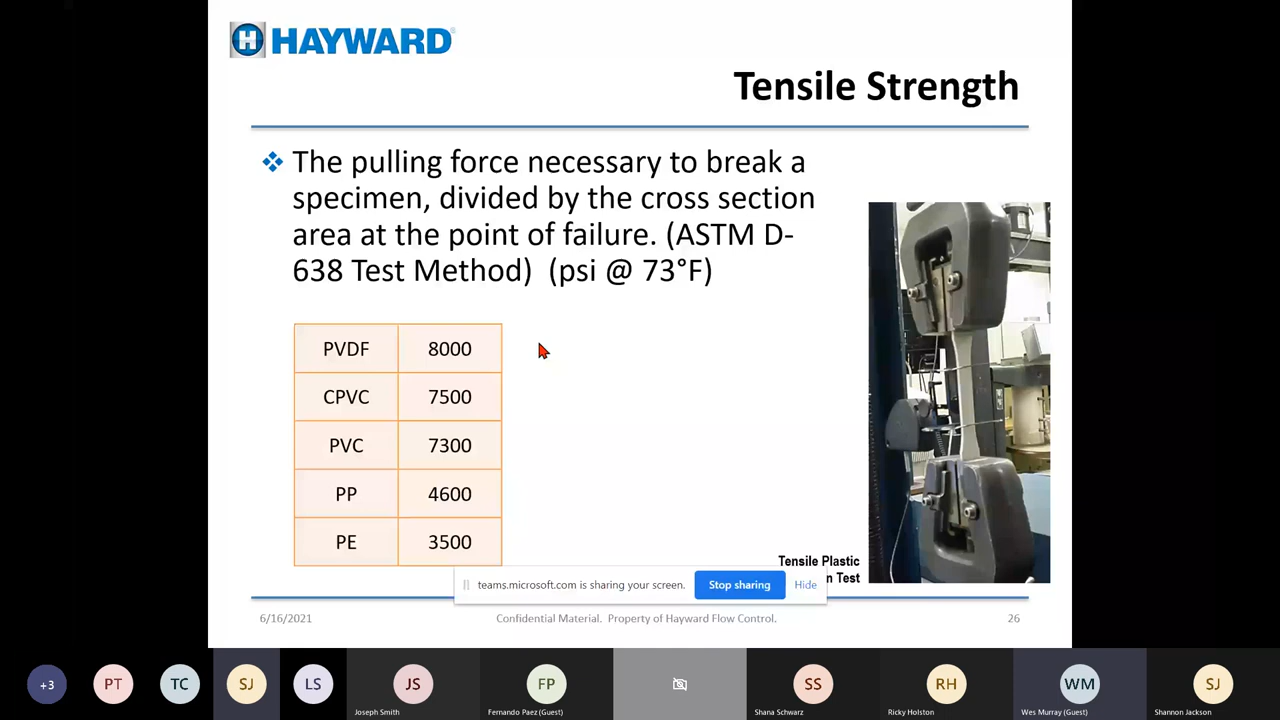 HAYWARD
Tensile Strength
The pulling force necessary to break a
specimen, divided by the cross section
area at the point of failure. (ASTM D-
638 Test Method) (psi @ 73°F)
PVDF 8000
CPVC 7500
PVC 7300
PP 4600
PE 3500
Tensile Plastic
n Test
teams.microsoft.com is sharing your screen.
Stop sharing
Hide
6/16/2021
Confidential Material. Property of Hayward Flow Control.
26
+3
PT
TC
SJ
LS
JS
Joseph Smith
FP
Fernando Paez (Guest)
SS
Shana Schwarz
RH
Ricky Holston
WM
Wes Murray (Guest)
SJ
Shannon Jackson